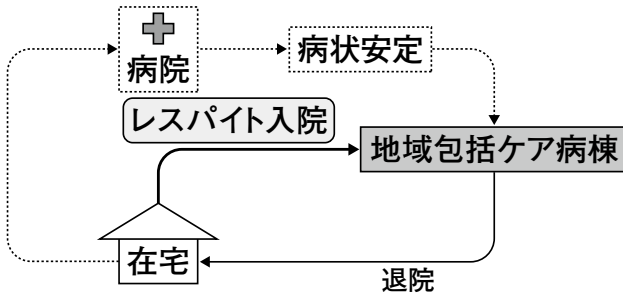 病院
病状安定
レスパイト入院
地域包括ケア病棟
在宅
退院